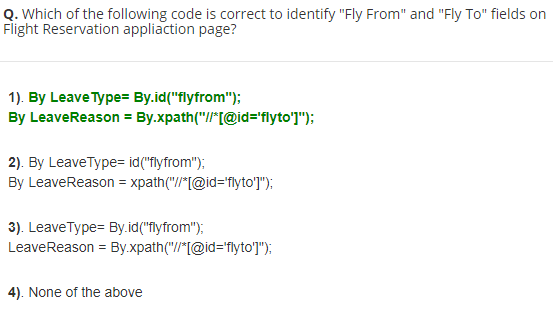 Q. Which of the following code is correct to identify "Fly From" and "Fly To" fields on
Flight Reservation appliaction page?
1). By LeaveType= By.id("flyfrom");
By LeaveReason = By.xpath("//*[@id='flyto']");
2). By LeaveType= id("flyfrom");
By LeaveReason = xpath("//*[@id='flyto']");
3). LeaveType= By.id("flyfrom");
LeaveReason = By.xpath("//*[@id='flyto']");
4). None of the above